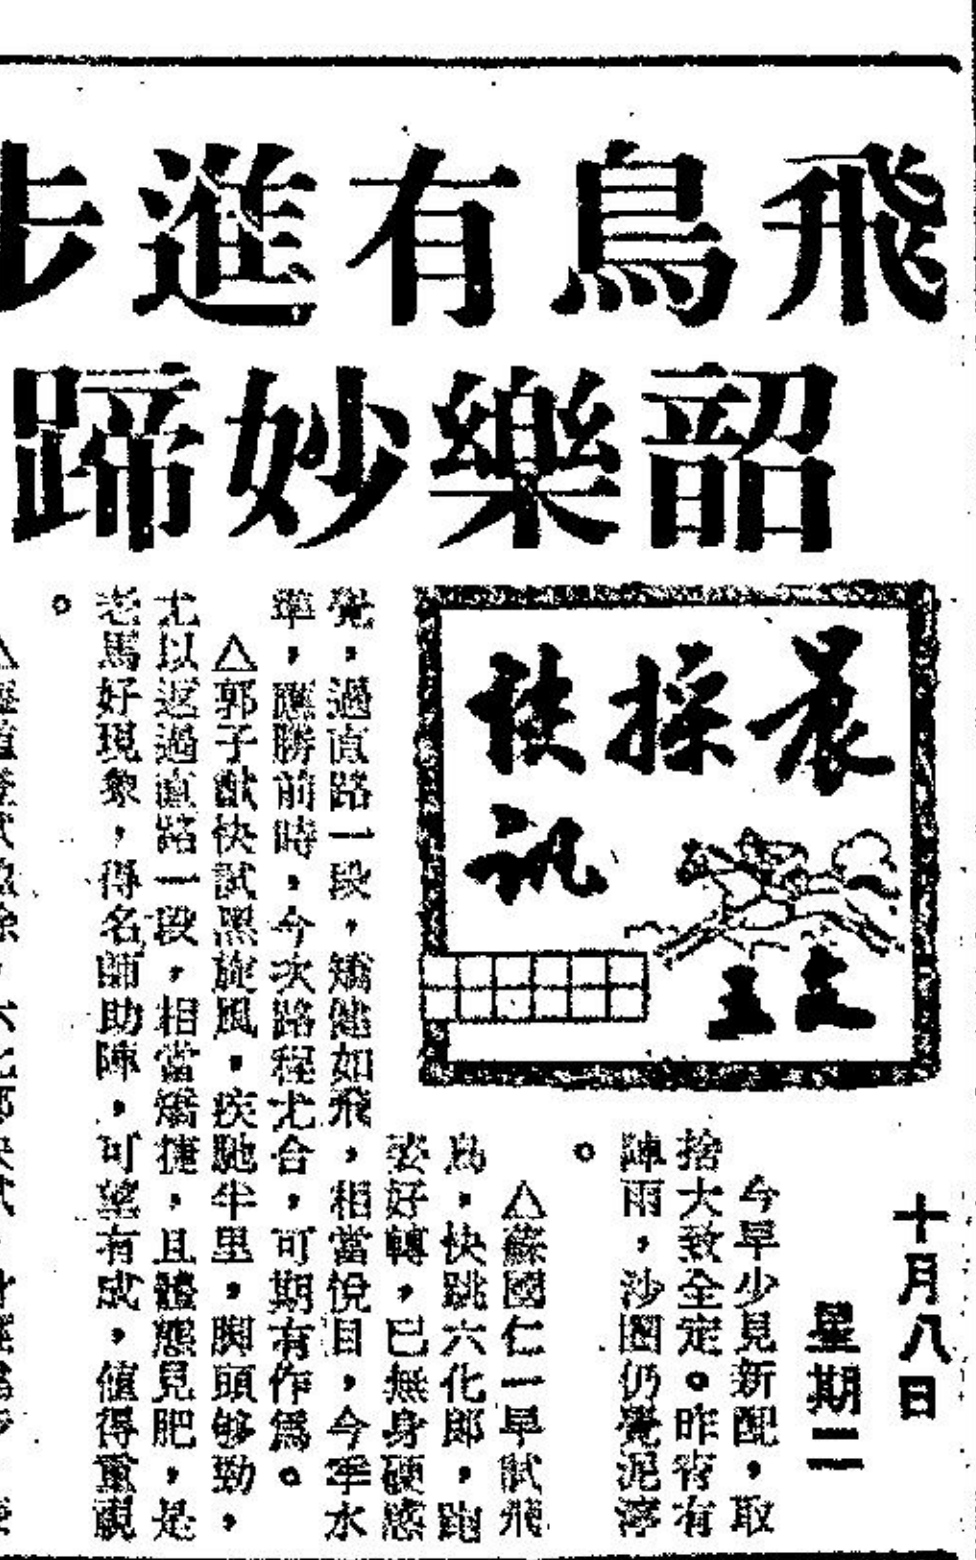 飛鳥有進步
韶樂妙蹄
晨採快訊
十月八日
星期二
今早少見新配，取
捨大致全定。昨宵有
陣雨，沙圈仍覺泥濘
。
△蘇國仁一早試飛
鳥，快跳六化郎，跑
姿好轉，已無身硬感
覺，過直路一段，矯健如飛，相當悅目，今季水
準，應勝前時，今次路程尤合，可期有作爲。
△郭子猷快試黑旋風，疾馳半里，脚頭够勁，
尤以返過直路一段，相當矯捷，且體態見肥，是
老馬好現象，得名師助陣，可望有成，值得重視
。